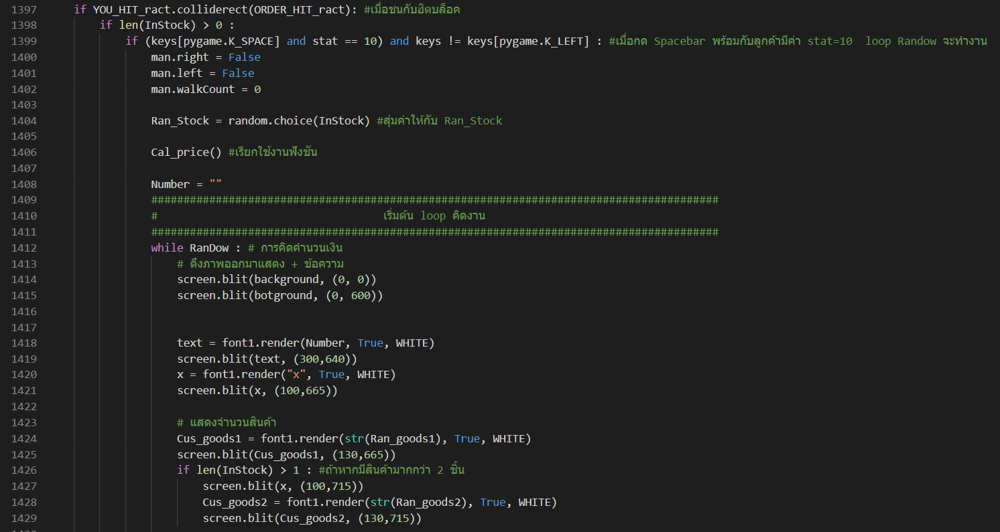 1397 if YOU_HIT_ract.colliderect(ORDER_HIT_ract): #เมื่อชนกับฮิตบล็อค
1398 if len(InStock) > 0 :
1399 if (keys[pygame.K_SPACE] and stat == 10) and keys != keys[pygame.K_LEFT] : #เมื่อกด Spacebar พร้อมกับลูกค้ามีค่า stat=10  loop Randow จะทำงาน
1400 man.right = False
1401 man.left = False
1402 man.walkCount = 0
1403
1404 Ran_Stock = random.choice(InStock) #สุ่มค่าให้กับ Ran_Stock
1405
1406 Cal_price() #เรียกใช้งานฟังชัน
1407
1408 Number = ""
1409 ########################################################################################
1410 # เริ่มต้น loop คิดงาน
1411 ########################################################################################
1412 while RanDow : # การคิดคำนวนเงิน
1413 # ดึงภาพออกมาแสดง + ข้อความ
1414 screen.blit(background, (0, 0))
1415 screen.blit(botground, (0, 600))
1416
1417
1418 text = font1.render(Number, True, WHITE)
1419 screen.blit(text, (300,640))
1420 x = font1.render("x", True, WHITE)
1421 screen.blit(x, (100,665))
1422
1423 # แสดงจำนวนสินค้า
1424 Cus_goods1 = font1.render(str(Ran_goods1), True, WHITE)
1425 screen.blit(Cus_goods1, (130,665))
1426 if len(InStock) > 1 : #ถ้าหากมีสินค้ามากกว่า 2 ชิ้น
1427 screen.blit(x, (100,715))
1428 Cus_goods2 = font1.render(str(Ran_goods2), True, WHITE)
1429 screen.blit(Cus_goods2, (130,715))